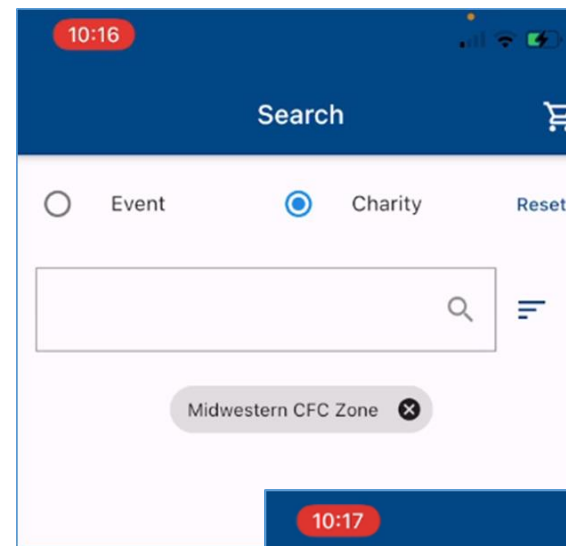 10:16
Search
Event Charity Reset
Midwestern CFC Zone
10:17